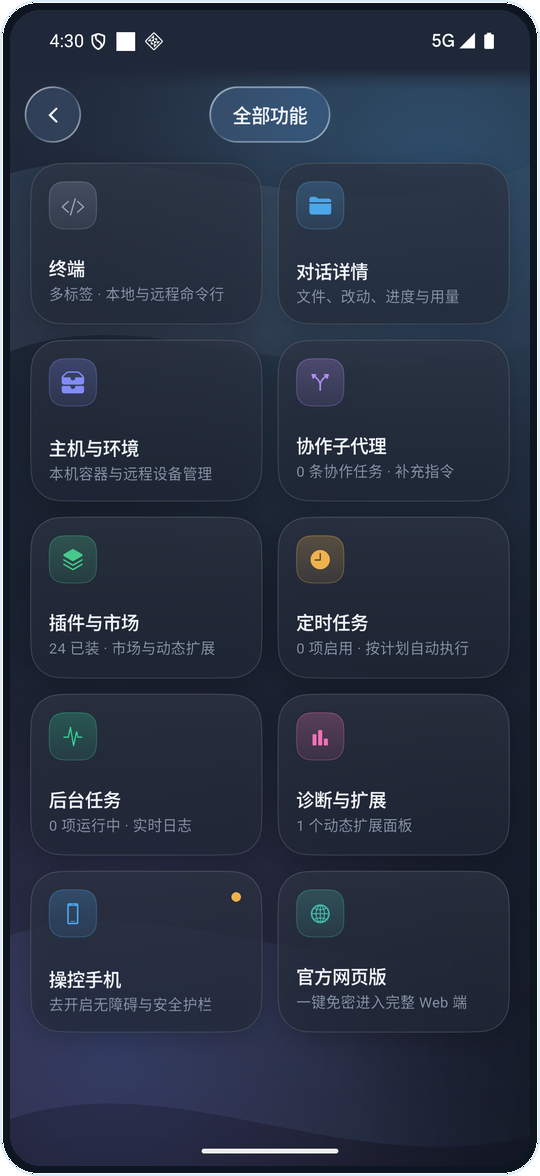 4:30
5G
全部功能
终端
多标签 · 本地与远程命令行
对话详情
文件、改动、进度与用量
主机与环境
本机容器与远程设备管理
协作子代理
0 条协作任务 · 补充指令
插件与市场
24 已装 · 市场与动态扩展
定时任务
0 项启用 · 按计划自动执行
后台任务
0 项运行中 · 实时日志
诊断与扩展
1 个动态扩展面板
操控手机
去开启无障碍与安全护栏
官方网页版
一键免密进入完整 Web 端